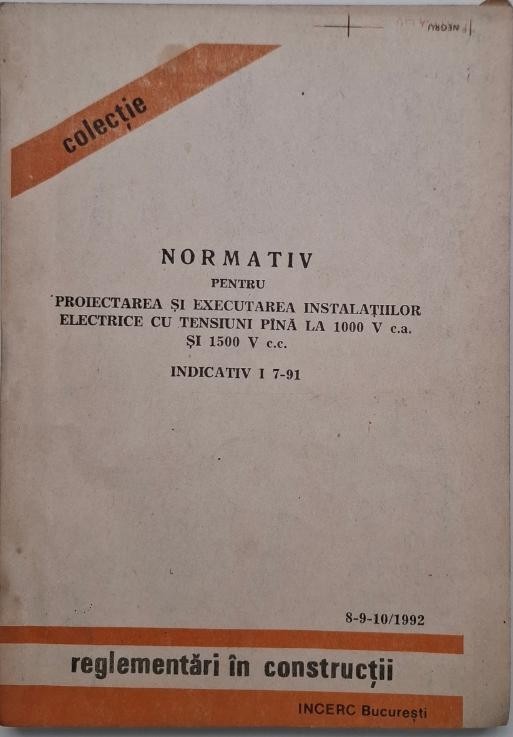 NEGRU
colecție
NORMATIV
PENTRU
PROIECTAREA ȘI EXECUTAREA INSTALAȚIILOR
ELECTRICE CU TENSIUNI PÎNĂ LA 1000 V c.a.
ȘI 1500 V c.c.
INDICATIV I 7-91
8-9-10/1992
reglementări în construcții
INCERC București